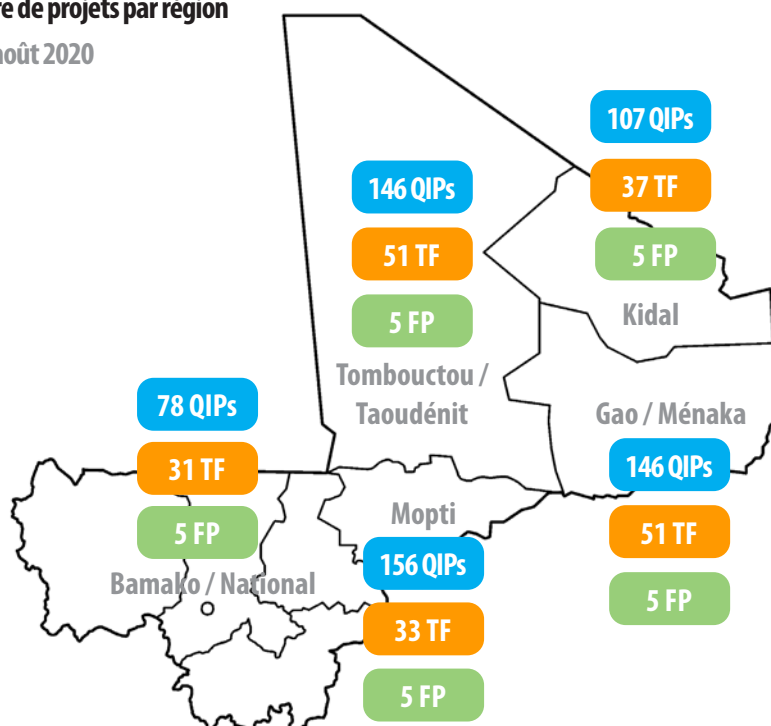 de projets par région
août 2020
107 QIPs
37 TF
5 FP
Kidal
146 QIPs
51 TF
5 FP
Tombouctou /
Taoudénit
Gao / Ménaka
146 QIPs
51 TF
5 FP
78 QIPs
31 TF
5 FP
Bamako / National
Mopti
156 QIPs
33 TF
5 FP